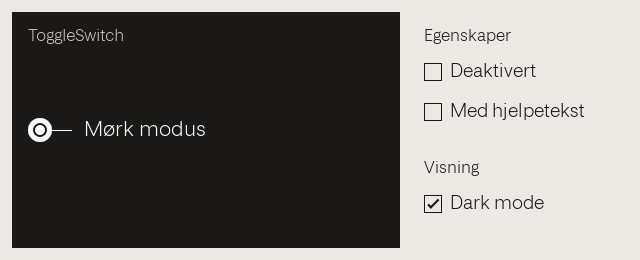 ToggleSwitch
Mørk modus
Egenskaper
Deaktivert
Med hjelpetekst
Visning
Dark mode